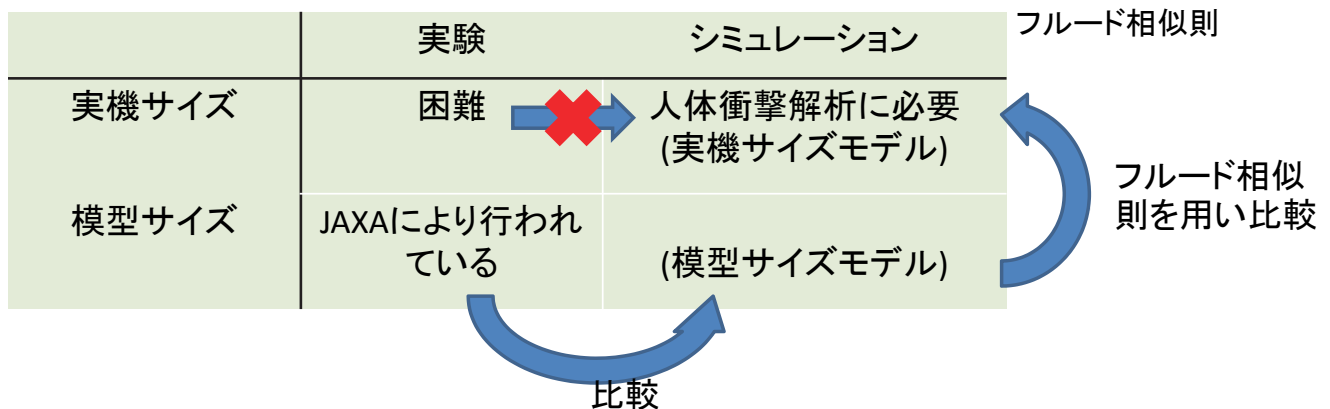 フルード相似則
実験
シミュレーション
実機サイズ
困難
人体衝撃解析に必要
(実機サイズモデル)
模型サイズ
JAXAにより行われ
ている
(模型サイズモデル)
フルード相似
則を用い比較
比較